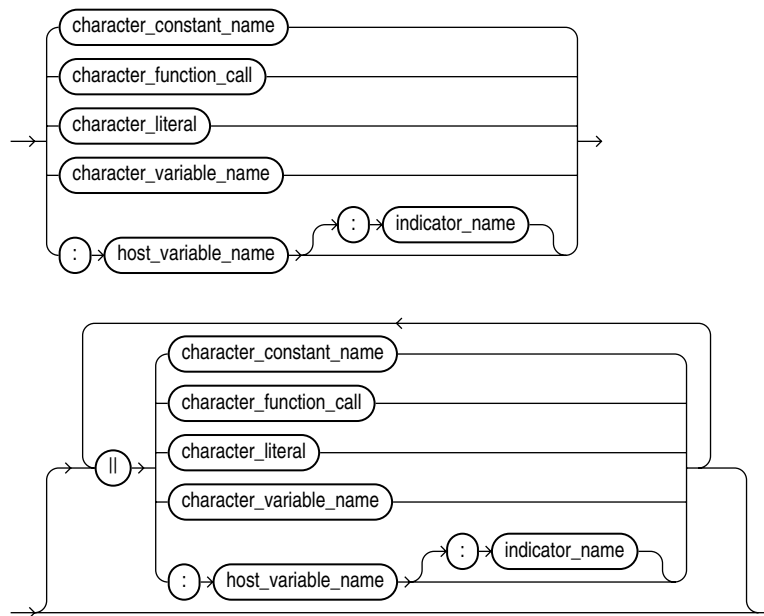 character_constant_name
character_function_call
character_literal
character_variable_name
: host_variable_name : indicator_name
character_constant_name
character_function_call
||
character_literal
character_variable_name
: host_variable_name : indicator_name